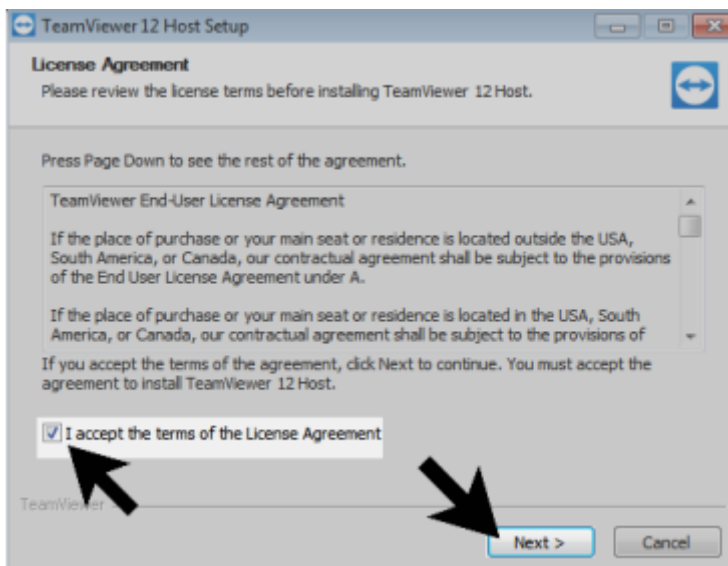 TeamViewer 12 Host Setup
License Agreement
Please review the license terms before installing TeamViewer 12 Host.
Press Page Down to see the rest of the agreement.
TeamViewer End-User License Agreement
If the place of purchase or your main seat or residence is located outside the USA,
South America, or Canada, our contractual agreement shall be subject to the provisions
of the End User License Agreement under A.
If the place of purchase or your main seat or residence is located in the USA, South
America, or Canada, our contractual agreement shall be subject to the provisions of
If you accept the terms of the agreement, click Next to continue. You must accept the
agreement to install TeamViewer 12 Host.
I accept the terms of the License Agreement
TeamViewer
Next >
Cancel